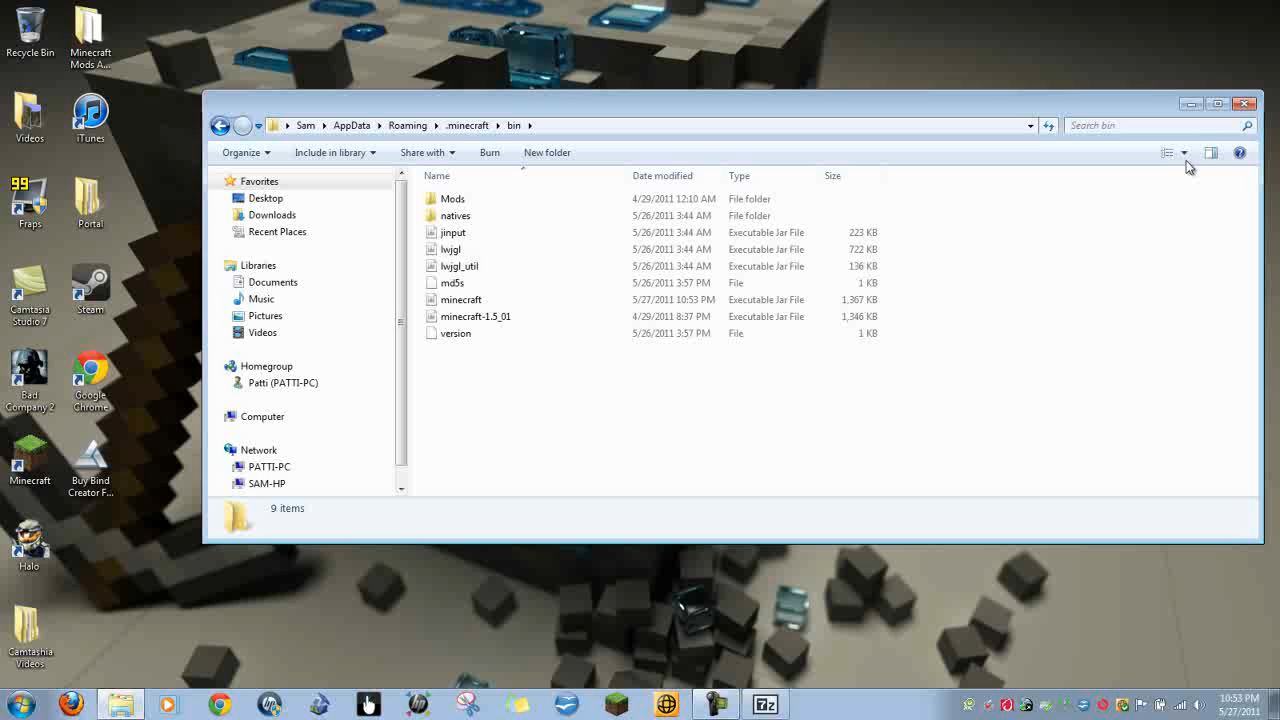 Recycle Bin
Minecraft Mods A...
Videos
iTunes
99
Fraps
Portal
Camtasia Studio 7
Steam
Bad Company 2
Google Chrome
Minecraft
Buy Bind Creator F...
Halo
Camtashia Videos
Sam
AppData
Roaming
.minecraft
bin
Search bin
Organize
Include in library
Share with
Burn
New folder
Favorites
Desktop
Downloads
Recent Places
Libraries
Documents
Music
Pictures
Videos
Homegroup
Patti (PATTI-PC)
Computer
Network
PATTI-PC
SAM-HP
Name Date modified Type Size
Mods 4/29/2011 12:10 AM File folder
natives 5/26/2011 3:44 AM File folder
jinput 5/26/2011 3:44 AM Executable Jar File 223 KB
lwjgl 5/26/2011 3:44 AM Executable Jar File 722 KB
lwjgl_util 5/26/2011 3:44 AM Executable Jar File 136 KB
md5s 5/26/2011 3:57 PM File 1 KB
minecraft 5/27/2011 10:53 PM Executable Jar File 1,367 KB
minecraft-1.5_01 4/29/2011 8:37 PM Executable Jar File 1,346 KB
version 5/26/2011 3:57 PM File 1 KB
9 items
7z
10:53 PM
5/27/2011